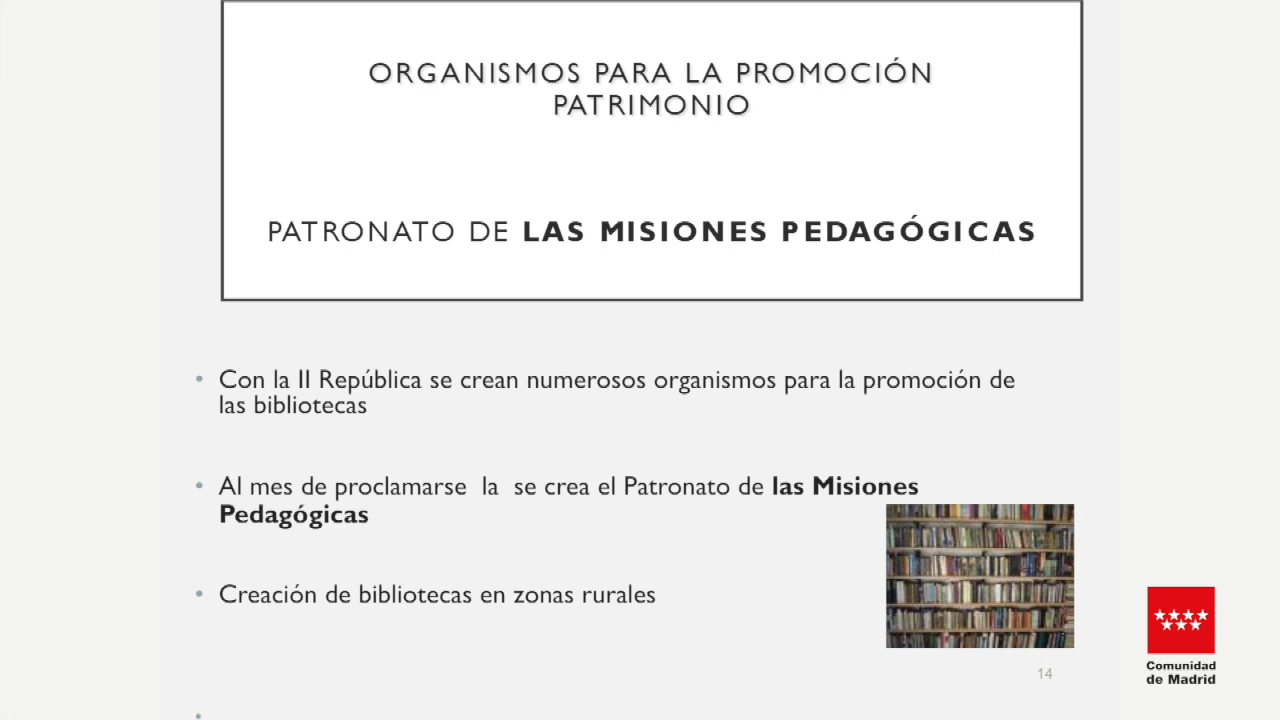 ORGANISMOS PARA LA PROMOCIÓN
PATRIMONIO
PATRONATO DE LAS MISIONES PEDAGÓGICAS
• Con la II República se crean numerosos organismos para la promoción de
las bibliotecas
• Al mes de proclamarse la se crea el Patronato de las Misiones
Pedagógicas
• Creación de bibliotecas en zonas rurales
14
Comunidad
de Madrid